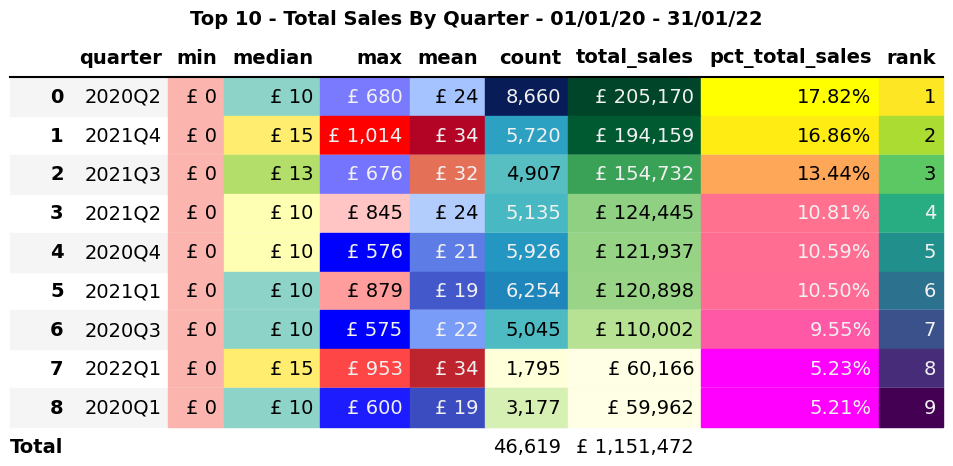 Top 10 - Total Sales By Quarter - 01/01/20 - 31/01/22
quarter min median max mean count total_sales pct_total_sales rank
0 2020Q2 £ 0 £ 10 £ 680 £ 24 8,660 £ 205,170 17.82% 1
1 2021Q4 £ 0 £ 15 £ 1,014 £ 34 5,720 £ 194,159 16.86% 2
2 2021Q3 £ 0 £ 13 £ 676 £ 32 4,907 £ 154,732 13.44% 3
3 2021Q2 £ 0 £ 10 £ 845 £ 24 5,135 £ 124,445 10.81% 4
4 2020Q4 £ 0 £ 10 £ 576 £ 21 5,926 £ 121,937 10.59% 5
5 2021Q1 £ 0 £ 10 £ 879 £ 19 6,254 £ 120,898 10.50% 6
6 2020Q3 £ 0 £ 10 £ 575 £ 22 5,045 £ 110,002 9.55% 7
7 2022Q1 £ 0 £ 15 £ 953 £ 34 1,795 £ 60,166 5.23% 8
8 2020Q1 £ 0 £ 10 £ 600 £ 19 3,177 £ 59,962 5.21% 9
Total 46,619 £ 1,151,472